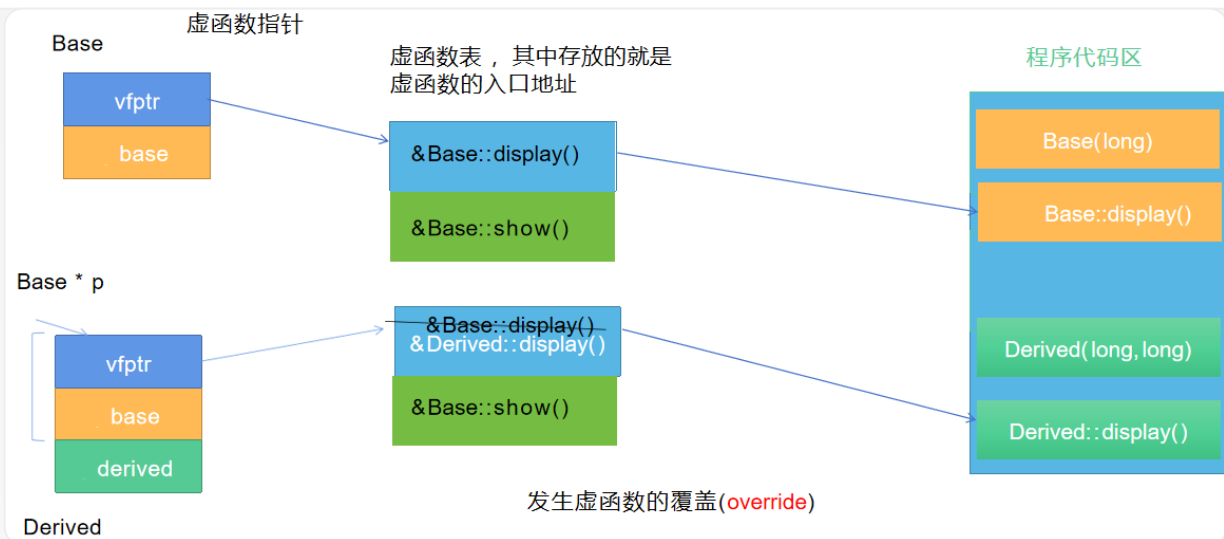 虚函数指针
Base
vfptr
base
虚函数表，其中存放的就是
虚函数的入口地址
&Base::display()
&Base::show()
程序代码区
Base(long)
Base::display()
Derived(long,long)
Derived::display()
Base * p
vfptr
base
derived
Derived
&Base::display()
&Derived::display()
&Base::show()
发生虚函数的覆盖(override)